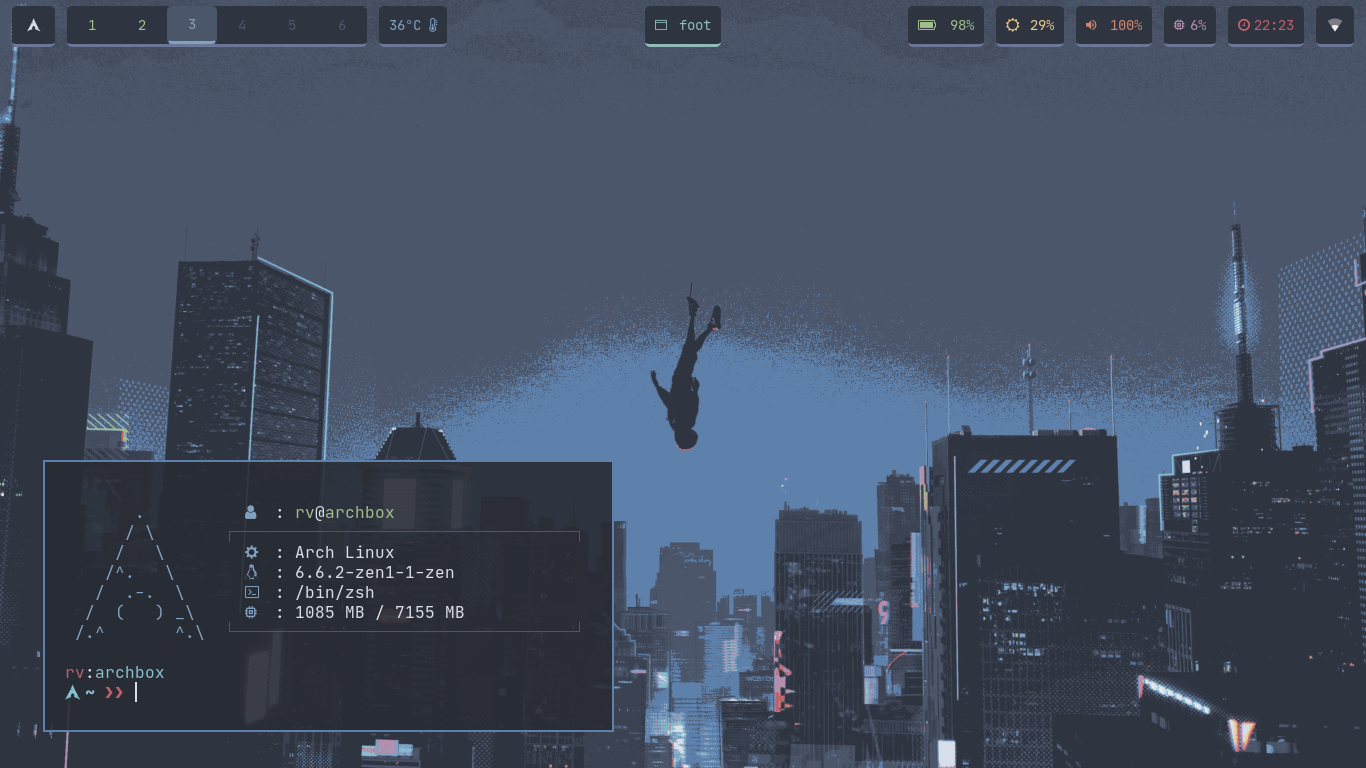 1 2 3 4 5 6 36°C foot 98% 29% 100% 6% 22:23
: rv@archbox
: Arch Linux
: 6.6.2-zen1-1-zen
: /bin/zsh
: 1085 MB / 7155 MB
rv:archbox
~ ❯❯
9